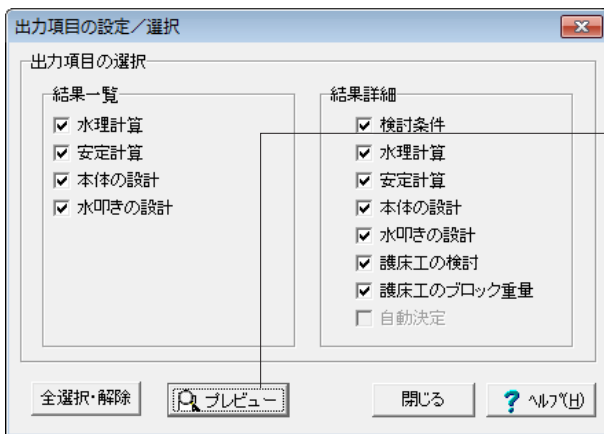 出力項目の設定／選択
出力項目の選択
結果一覧
水理計算
安定計算
本体の設計
水叩きの設計
結果詳細
検討条件
水理計算
安定計算
本体の設計
水叩きの設計
護床工の検討
護床工のブロック重量
自動決定
全選択・解除
プレビュー
閉じる
? ﾍﾙﾌﾟ(H)